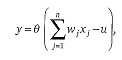 y = θ ( ∑_{j=1}^{n} w_j x_j − u ),